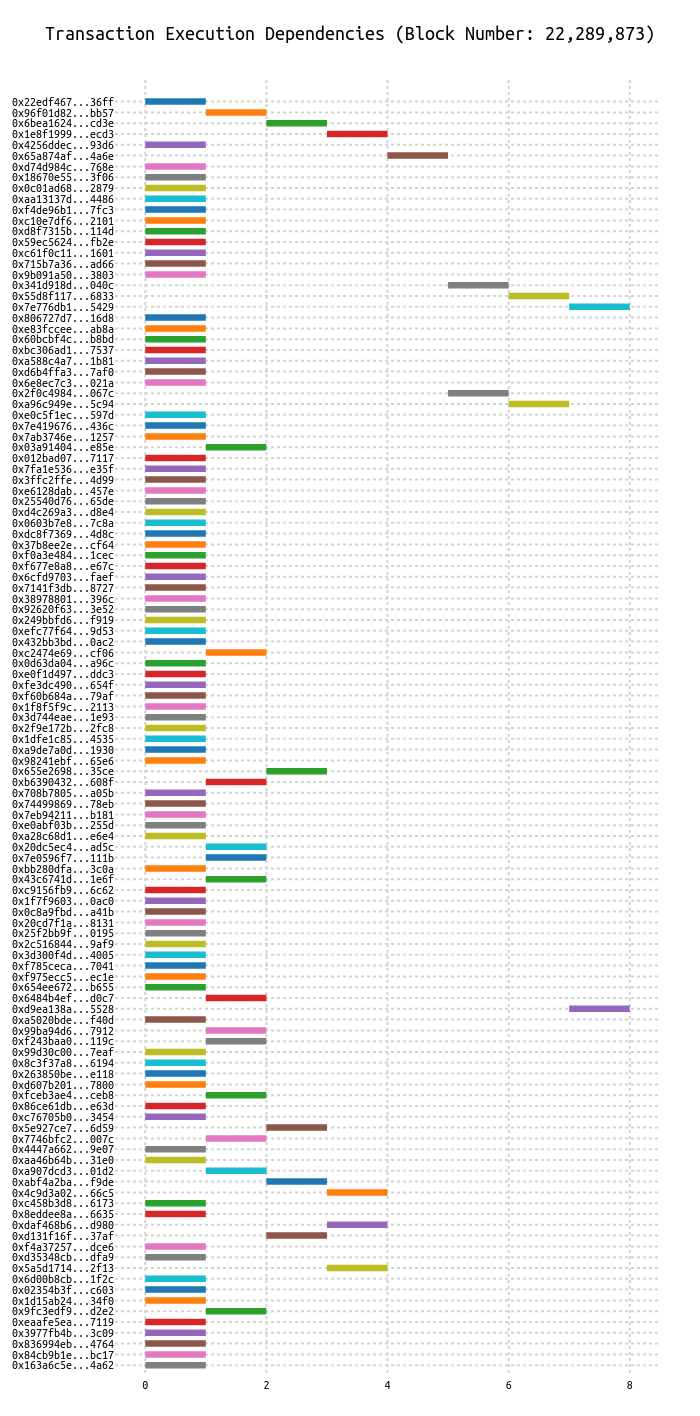 Transaction Execution Dependencies (Block Number: 22,289,873)
0x22edf467...36ff
0x96f01d82...bb57
0x6bea1624...cd3e
0x1e8f1999...ecd3
0x4256ddec...93d6
0x65a874af...4a6e
0xd74d984c...768e
0x18670e55...3f06
0x0c01ad68...2879
0xaa13137d...4486
0xf4de96b1...7fc3
0xc10e7df6...2101
0xd8f7315b...114d
0x59ec5624...fb2e
0xc61f0c11...1601
0x715b7a36...ad66
0x9b091a50...3803
0x341d918d...040c
0x55d8f117...6833
0x7e776db1...5429
0x806727d7...16d8
0xe83fccee...ab8a
0x60bcbf4c...b8bd
0xbc306ad1...7537
0xa588c4a7...1b81
0xd6b4ffa3...7af0
0x6e8ec7c3...021a
0x2f0c4984...067c
0xa96c949e...5c94
0xe0c5f1ec...597d
0x7e419676...436c
0x7ab3746e...1257
0x03a91404...e85e
0x012bad07...7117
0x7fa1e536...e35f
0x3ffc2ffe...4d99
0xe6128dab...457e
0x25540d76...65de
0xd4c269a3...d8e4
0x0603b7e8...7c8a
0xdc8f7369...4d8c
0x37b8ee2e...cf64
0xf0a3e484...1cec
0xf677e8a8...e67c
0x6cfd9703...faef
0x7141f3db...8727
0x38978801...396c
0x92620f63...3e52
0x249bbfd6...f919
0xefc77f64...9d53
0x432bb3bd...0ac2
0xc2474e69...cf06
0x0d63da04...a96c
0xe0f1d497...ddc3
0xfe3dc490...654f
0xf60b684a...79af
0x1f8f5f9c...2113
0x3d744eae...1e93
0x2f9e172b...2fc8
0x1dfe1c85...4535
0xa9de7a0d...1930
0x98241ebf...65e6
0x655e2698...35ce
0xb6390432...608f
0x708b7805...a05b
0x74499869...78eb
0x7eb94211...b181
0xe0abf03b...255d
0xa28c68d1...e6e4
0x20dc5ec4...ad5c
0x7e0596f7...111b
0xbb280dfa...3c0a
0x43c6741d...1e6f
0xc9156fb9...6c62
0x1f7f9603...0ac0
0x0c8a9fbd...a41b
0x20cd7f1a...8131
0x25f2bb9f...0195
0x2c516844...9af9
0x3d300f4d...4005
0xf785ceca...7041
0xf975ecc5...ec1e
0x654ee672...b655
0x6484b4ef...d0c7
0xd9ea138a...5528
0xa5020bde...f40d
0x99ba94d6...7912
0xf243baa0...119c
0x99d30c00...7eaf
0x8c3f37a8...6194
0x263850be...e118
0xd607b201...7800
0xfceb3ae4...ceb8
0x86ce61db...e63d
0xc76705b0...3454
0x5e927ce7...6d59
0x7746bfc2...007c
0x4447a662...9e07
0xaa46b64b...31e0
0xa907dcd3...01d2
0xabf4a2ba...f9de
0x4c9d3a02...66c5
0xc458b3d8...6173
0x8eddee8a...6635
0xdaf468b6...d980
0xd131f16f...37af
0xf4a37257...dce6
0xd35348cb...dfa9
0x5a5d1714...2f13
0x6d00b8cb...1f2c
0x02354b3f...c603
0x1d15ab24...34f0
0x9fc3edf9...d2e2
0xeaafe5ea...7119
0x3977fb4b...3c09
0x836994eb...4764
0x84cb9b1e...bc17
0x163a6c5e...4a62
0 2 4 6 8